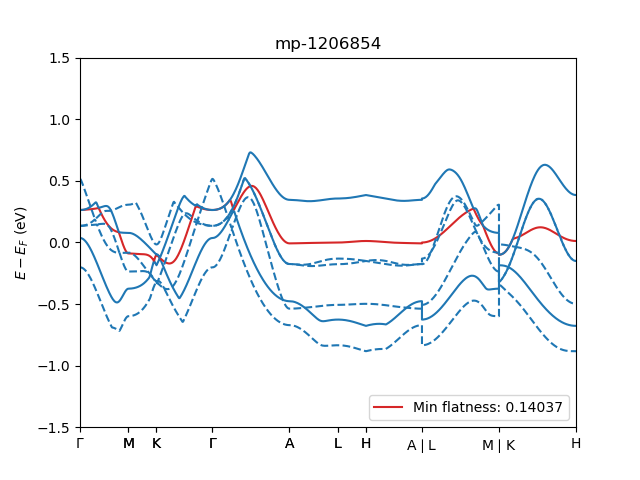 mp-1206854
1.5
1.0
0.5
0.0
−0.5
−1.0
−1.5
E − E_F (eV)
Min flatness: 0.14037
Γ M K Γ A L H A | L M | K H